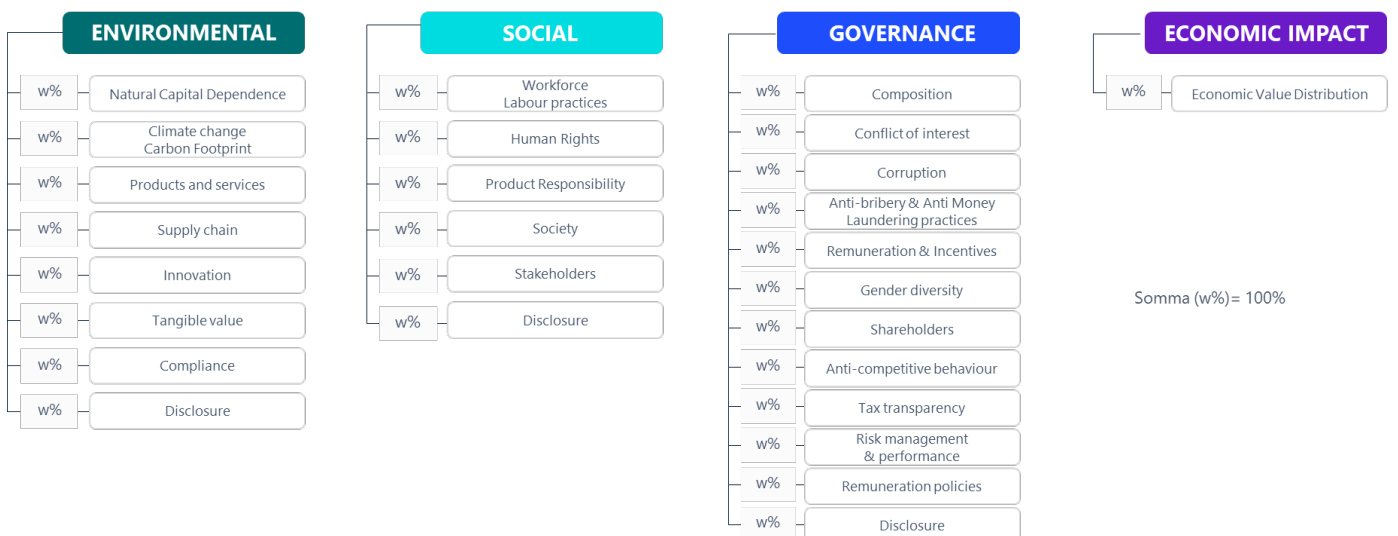 ENVIRONMENTAL
w% Natural Capital Dependence
w% Climate change
Carbon Footprint
w% Products and services
w% Supply chain
w% Innovation
w% Tangible value
w% Compliance
w% Disclosure
SOCIAL
w% Workforce
Labour practices
w% Human Rights
w% Product Responsibility
w% Society
w% Stakeholders
w% Disclosure
GOVERNANCE
w% Composition
w% Conflict of interest
w% Corruption
w% Anti-bribery & Anti Money
Laundering practices
w% Remuneration & Incentives
w% Gender diversity
w% Shareholders
w% Anti-competitive behaviour
w% Tax transparency
w% Risk management
& performance
w% Remuneration policies
w% Disclosure
ECONOMIC IMPACT
w% Economic Value Distribution
Somma (w%)= 100%